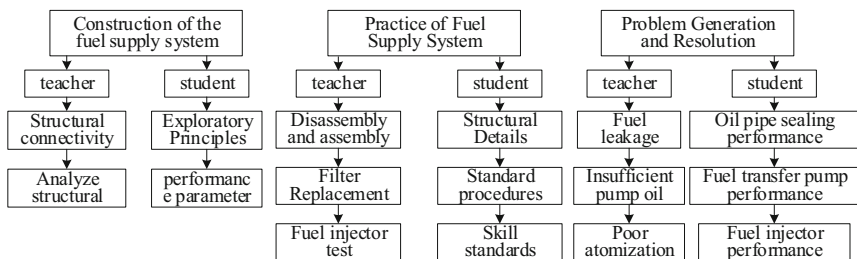 Construction of the
fuel supply system
teacher
student
Structural
connectivity
Exploratory
Principles
Analyze
structural
performanc
e parameter
Practice of Fuel
Supply System
teacher
student
Disassembly
and assembly
Structural
Details
Filter
Replacement
Standard
procedures
Fuel injector
test
Skill
standards
Problem Generation
and Resolution
teacher
student
Fuel
leakage
Oil pipe sealing
performance
Insufficient
pump oil
Fuel transfer pump
performance
Poor
atomization
Fuel injector
performance